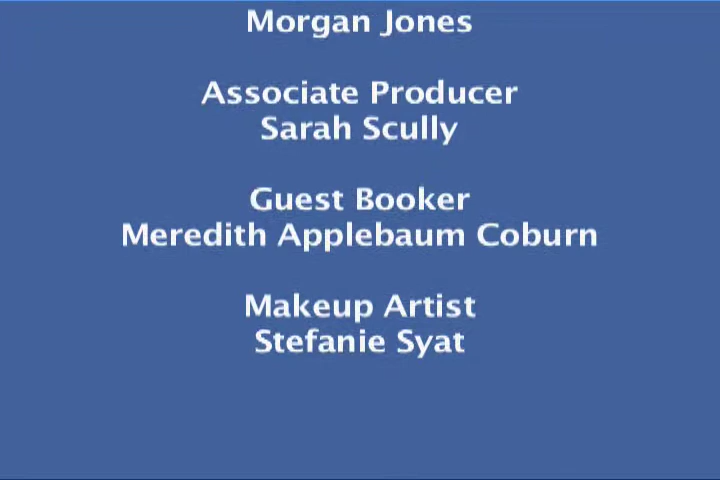 Morgan Jones
Associate Producer
Sarah Scully
Guest Booker
Meredith Applebaum Coburn
Makeup Artist
Stefanie Syat